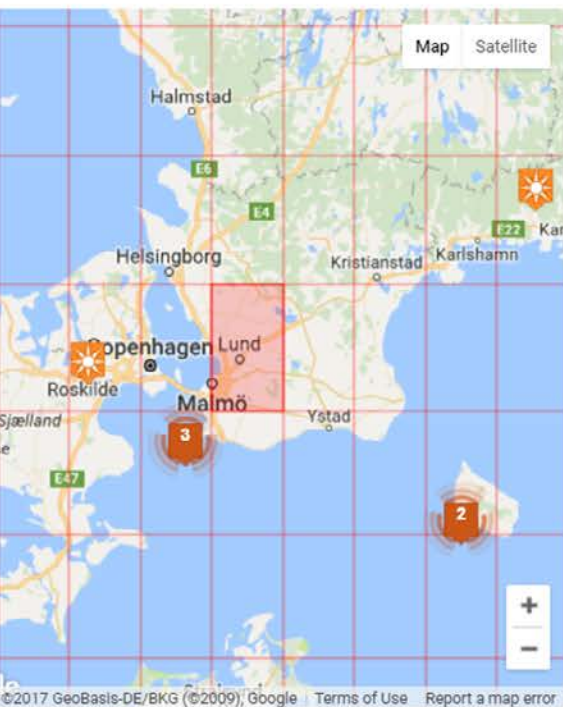 Map Satellite
Halmstad
E6
E4
E22 Kar
Helsingborg
Kristianstad Karlshamn
Copenhagen Lund
Roskilde
Malmö
Sjælland
Ystad
3
e
E47
2
+
−
©2017 GeoBasis-DE/BKG (©2009), Google Terms of Use Report a map error